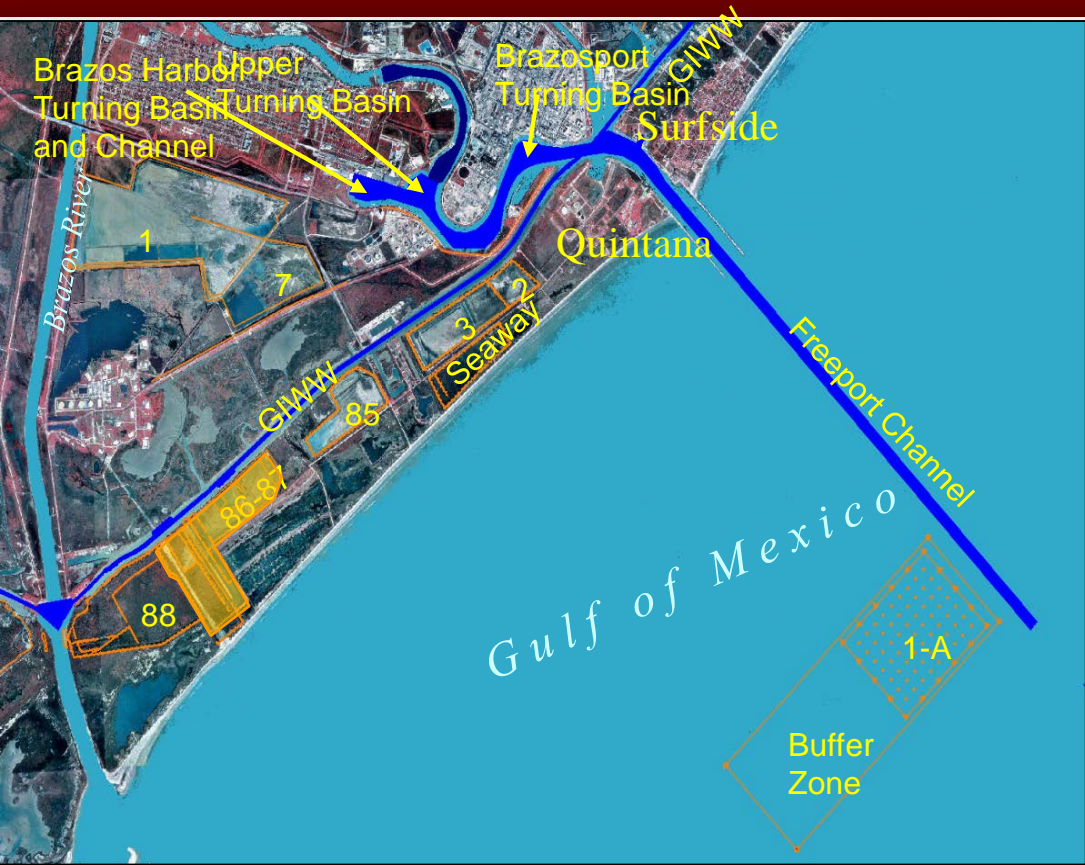 GIWW
Brazos Harbor
Turning Basin
and Channel
Upper
Turning Basin
Brazosport
Turning Basin
Surfside
Quintana
Brazos River
1
7
2
3
Seaway
GIWW
85
86-87
88
Freeport Channel
Gulf of Mexico
1-A
Buffer
Zone